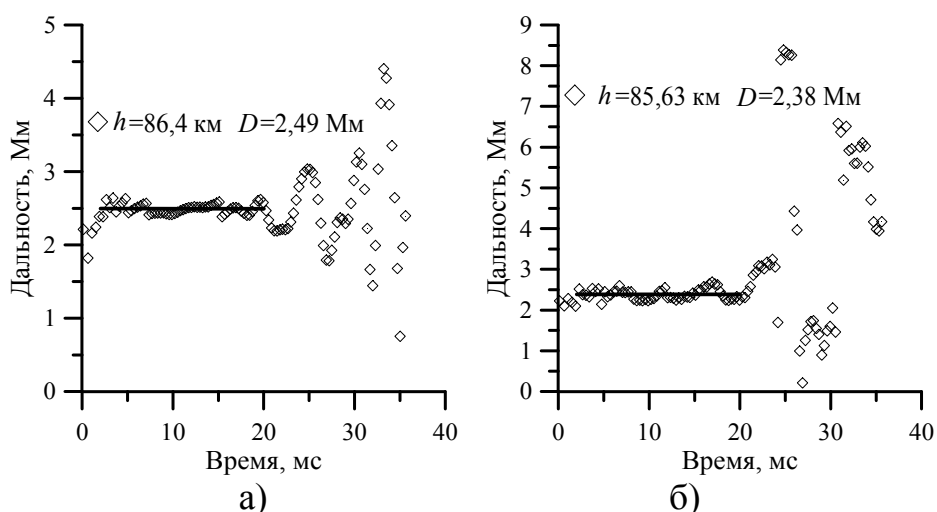 5
4
3
2
1
0
Дальность, Мм
h=86,4 км D=2,49 Мм
0 10 20 30 40
Время, мс
а)
9
8
7
6
5
4
3
2
1
0
Дальность, Мм
h=85,63 км D=2,38 Мм
0 10 20 30 40
Время, мс
б)